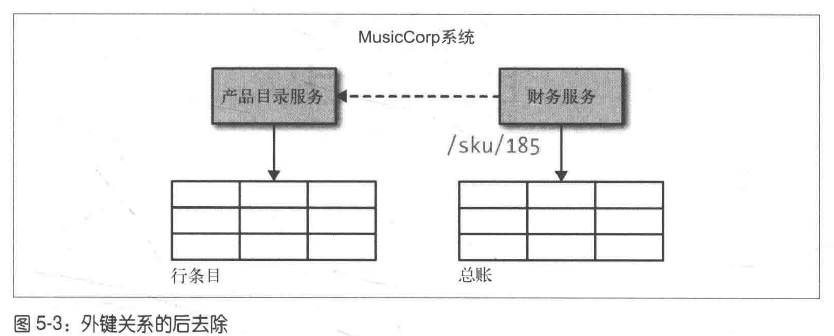 MusicCorp系统
产品目录服务
财务服务
/sku/185
行条目
总账
图 5-3：外键关系的后去除